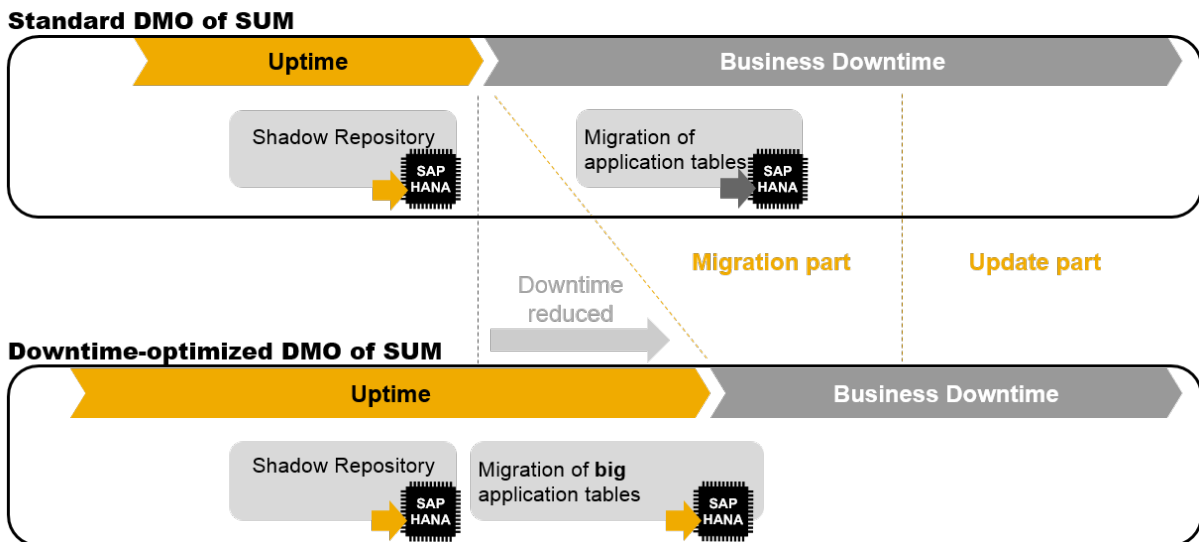 Standard DMO of SUM
Uptime
Business Downtime
Shadow Repository
SAP
HANA
Migration of
application tables
SAP
HANA
Migration part
Update part
Downtime
reduced
Downtime-optimized DMO of SUM
Uptime
Business Downtime
Shadow Repository
SAP
HANA
Migration of big
application tables
SAP
HANA